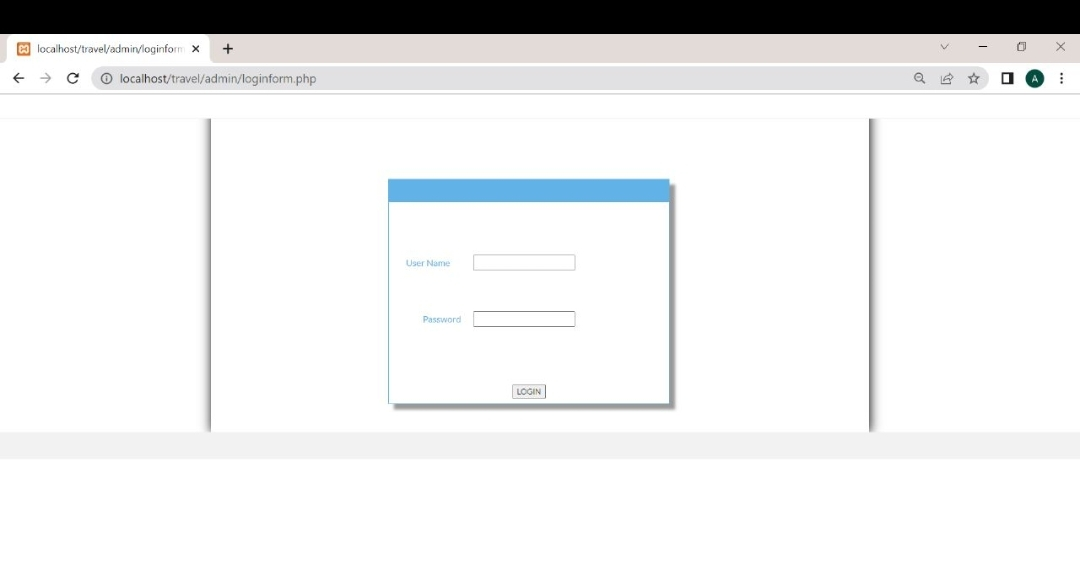 localhost/travel/admin/loginform
localhost/travel/admin/loginform.php
A
User Name
Password
LOGIN